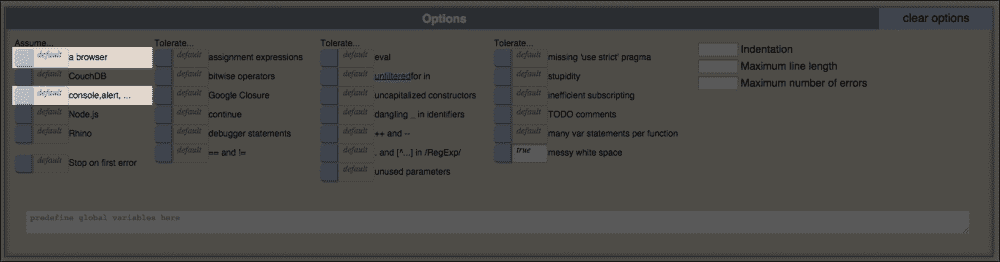 Options
clear options
Assume...
default a browser
default CouchDB
default console,alert, ...
default Node.js
default Rhino
default Stop on first error
Tolerate...
default assignment expressions
default bitwise operators
default Google Closure
default continue
default debugger statements
default == and !=
Tolerate...
default eval
default unfilteredfor in
default uncapitalized constructors
default dangling _ in identifiers
default ++ and --
default . and [^...] in /RegExp/
default unused parameters
Tolerate...
default missing 'use strict' pragma
default stupidity
default inefficient subscripting
default TODO comments
default many var statements per function
true messy white space
Indentation
Maximum line length
Maximum number of errors
predefine global variables here